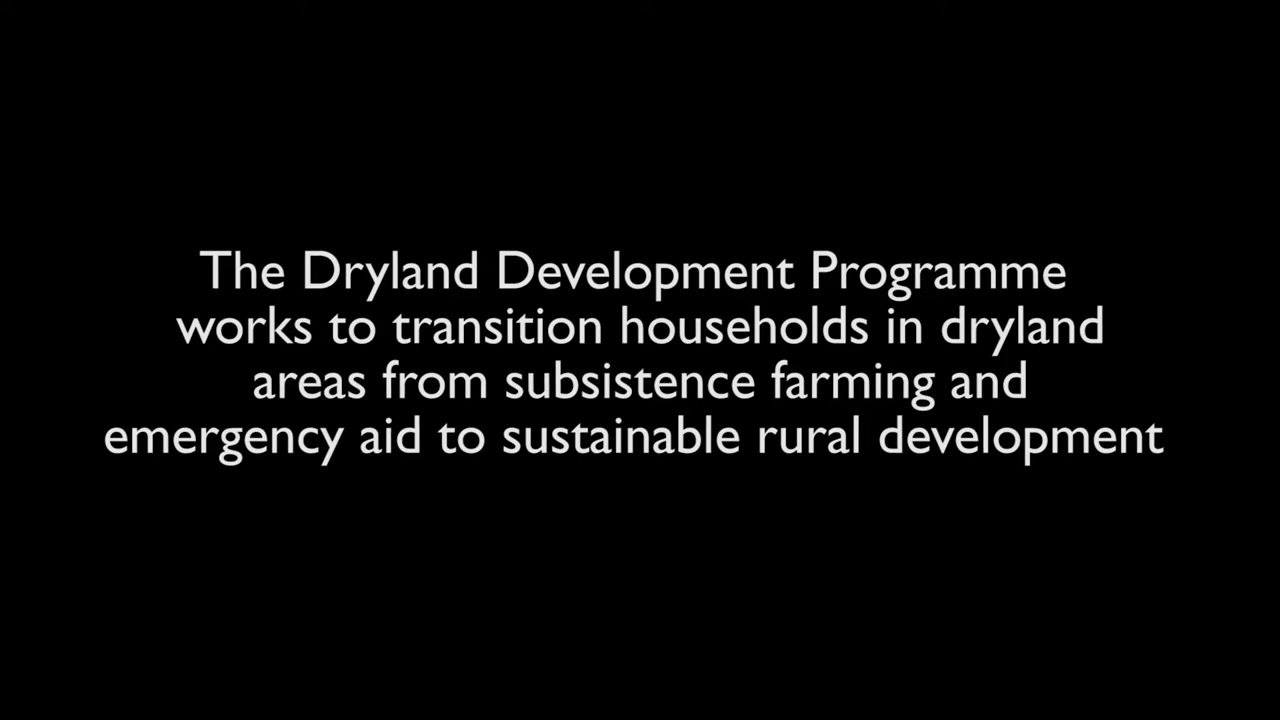 The Dryland Development Programme
works to transition households in dryland
areas from subsistence farming and
emergency aid to sustainable rural development